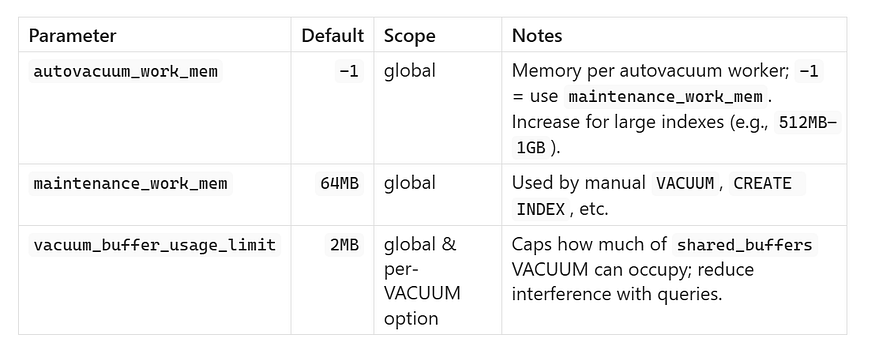 Parameter Default Scope Notes
autovacuum_work_mem −1 global Memory per autovacuum worker; −1
= use maintenance_work_mem.
Increase for large indexes (e.g., 512MB–
1GB).
maintenance_work_mem 64MB global Used by manual VACUUM, CREATE
INDEX, etc.
vacuum_buffer_usage_limit 2MB global & Caps how much of shared_buffers
per- VACUUM can occupy; reduce
VACUUM interference with queries.
option